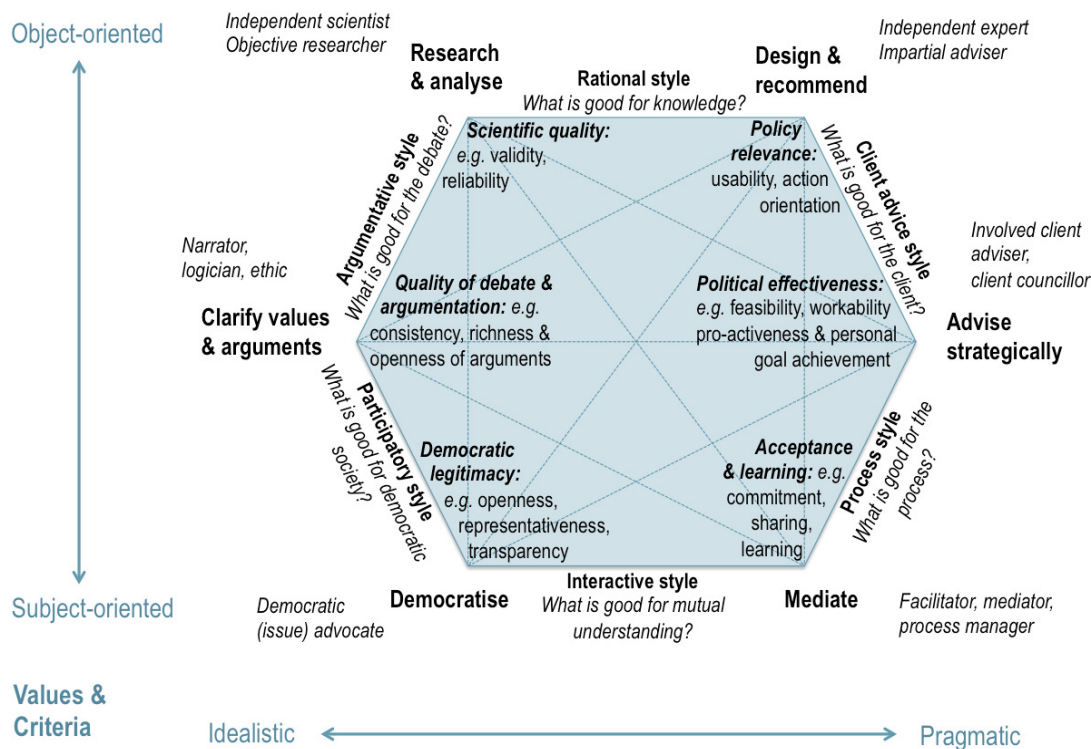 Object-oriented
Independent scientist
Objective researcher
Research
& analyse
Rational style
What is good for knowledge?
Design &
recommend
Independent expert
Impartial adviser
Argumentative style
What is good for the debate?
Scientific quality:
e.g. validity,
reliability
Policy
relevance:
usability, action
orientation
Client advice style
What is good for the client?
Narrator,
logician, ethic
Clarify values
& arguments
Quality of debate &
argumentation: e.g.
consistency, richness &
openness of arguments
Political effectiveness:
e.g. feasibility, workability
pro-activeness & personal
goal achievement
Involved client
adviser,
client councillor
Advise
strategically
Participatory style
What is good for democratic
society?
Democratic
legitimacy:
e.g. openness,
representativeness,
transparency
Acceptance
& learning: e.g.
commitment,
sharing,
learning
Process style
What is good for the
process?
Subject-oriented
Democratic
(issue) advocate
Democratise
Interactive style
What is good for mutual
understanding?
Mediate
Facilitator, mediator,
process manager
Values &
Criteria
Idealistic
Pragmatic